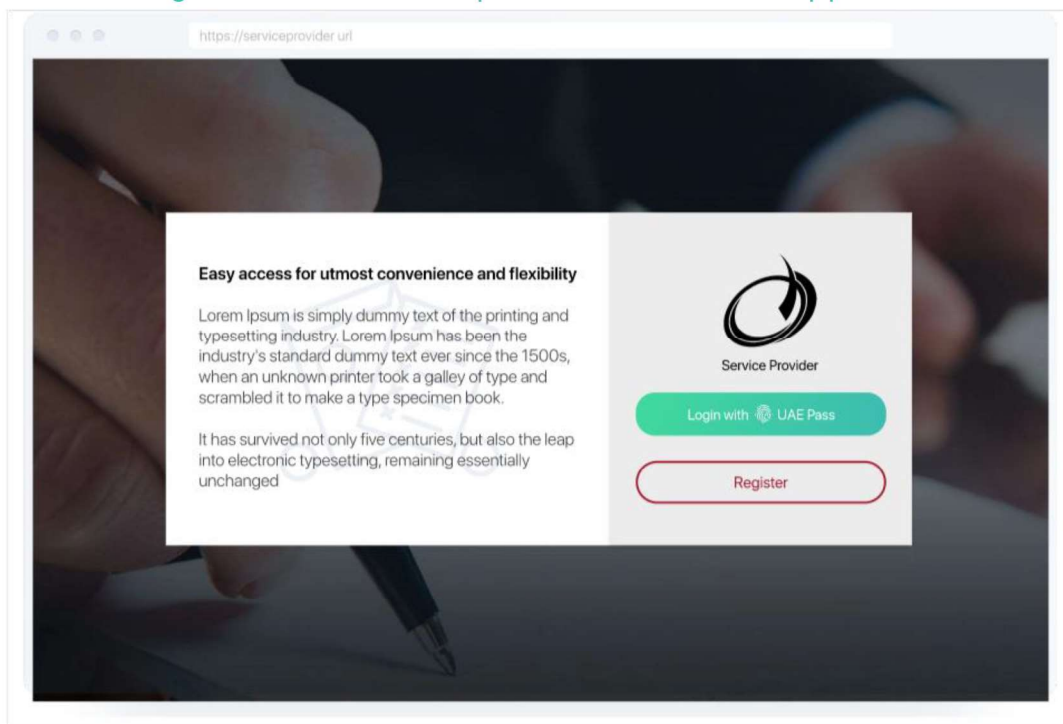 https://serviceprovider url
Easy access for utmost convenience and flexibility
Lorem Ipsum is simply dummy text of the printing and
typesetting industry. Lorem Ipsum has been the
industry's standard dummy text ever since the 1500s,
when an unknown printer took a galley of type and
scrambled it to make a type specimen book.
It has survived not only five centuries, but also the leap
into electronic typesetting, remaining essentially
unchanged
Service Provider
Login with UAE Pass
Register